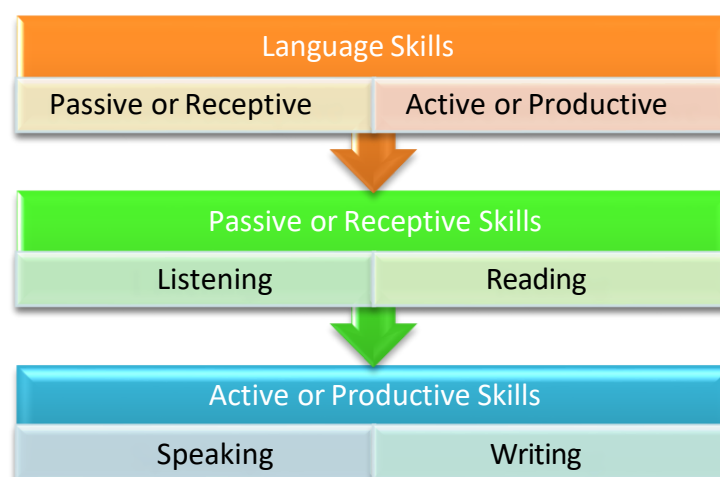 Language Skills
Passive or Receptive Active or Productive
Passive or Receptive Skills
Listening Reading
Active or Productive Skills
Speaking Writing